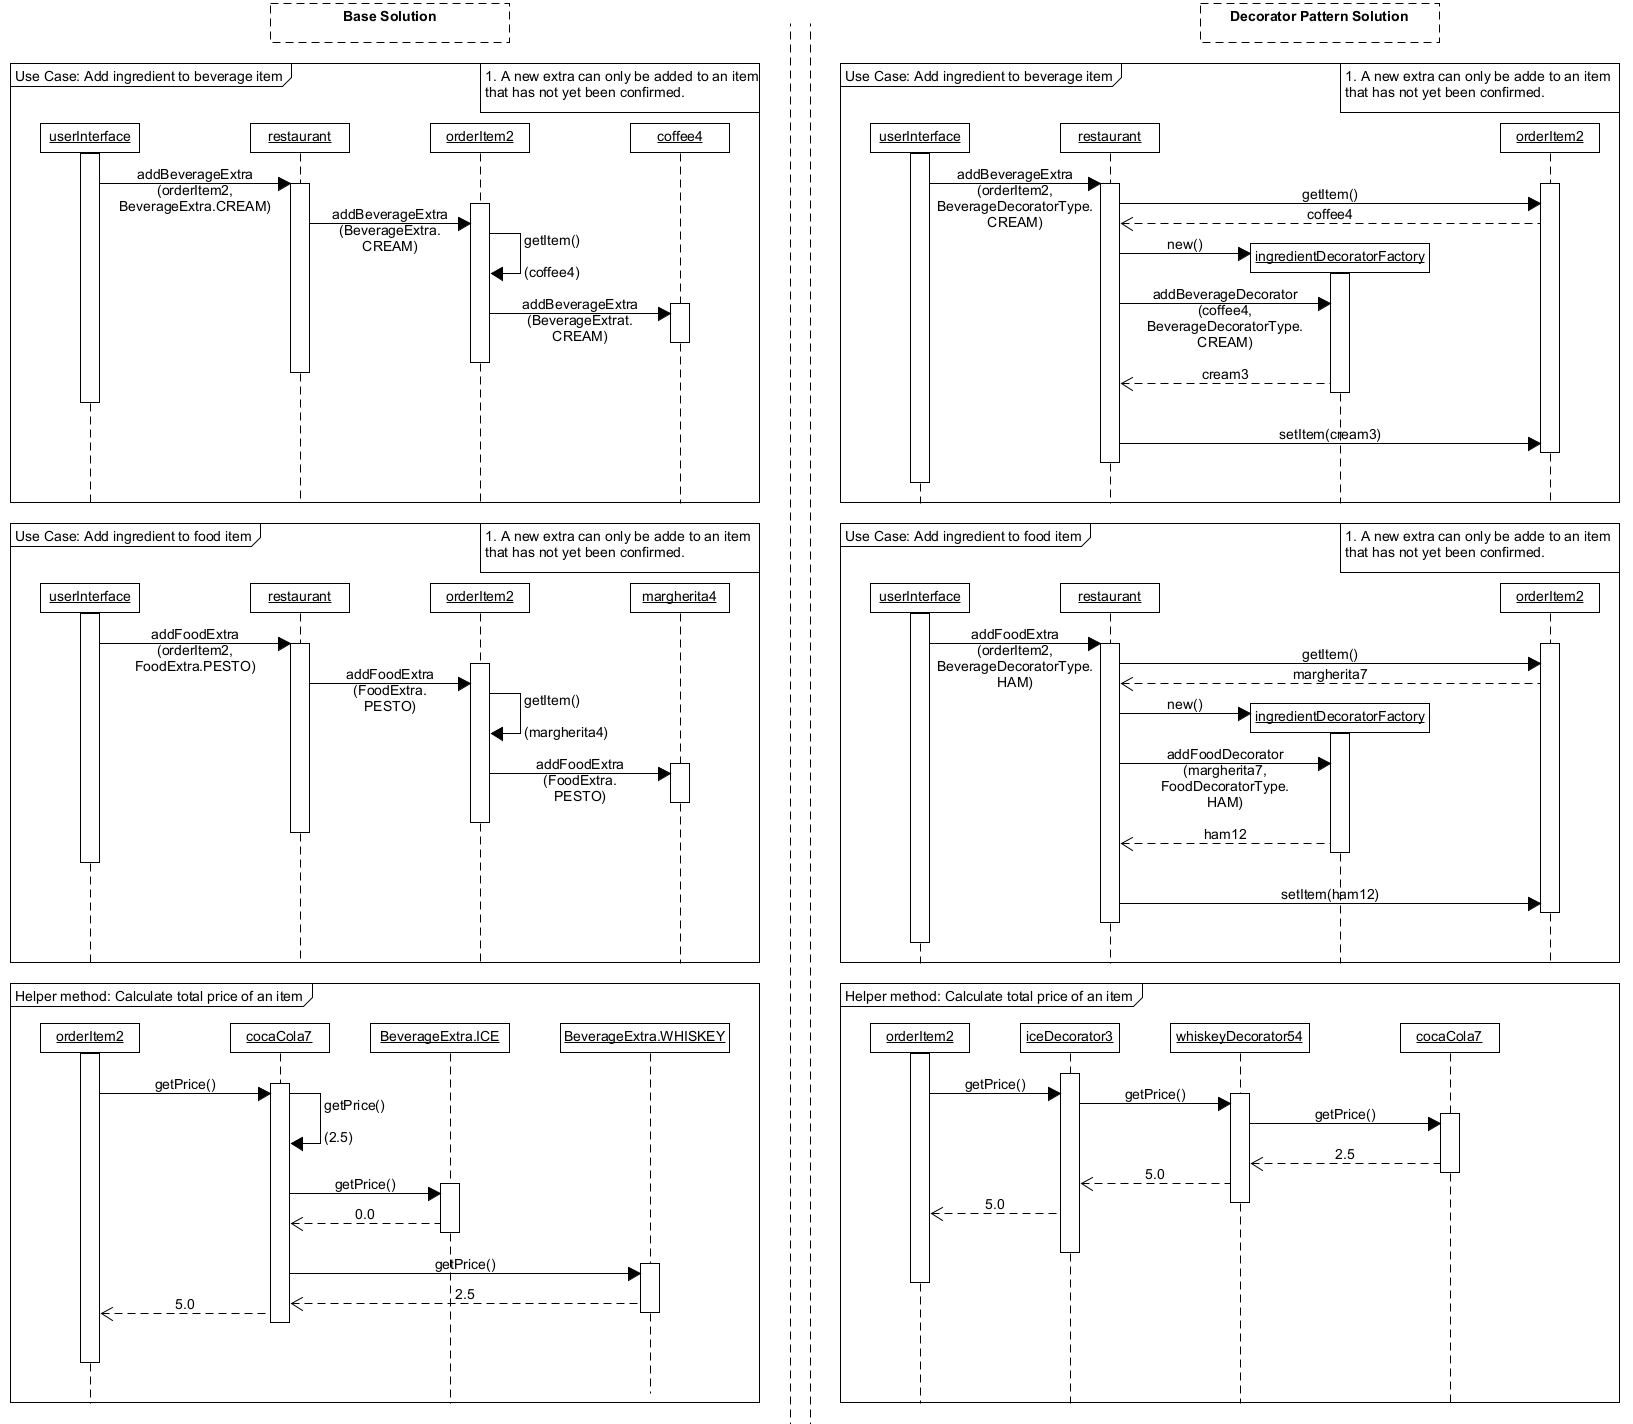 Base Solution
Use Case: Add ingredient to beverage item
1. A new extra can only be added to an item
that has not yet been confirmed.
userInterface
restaurant
orderItem2
coffee4
addBeverageExtra
(orderItem2,
BeverageExtra.CREAM)
addBeverageExtra
(BeverageExtra.
CREAM)
getItem()
(coffee4)
addBeverageExtra
(BeverageExtrat.
CREAM)
Use Case: Add ingredient to food item
1. A new extra can only be adde to an item
that has not yet been confirmed.
userInterface
restaurant
orderItem2
margherita4
addFoodExtra
(orderItem2,
FoodExtra.PESTO)
addFoodExtra
(FoodExtra.
PESTO)
getItem()
(margherita4)
addFoodExtra
(FoodExtra.
PESTO)
Helper method: Calculate total price of an item
orderItem2
cocaCola7
BeverageExtra.ICE
BeverageExtra.WHISKEY
getPrice()
getPrice()
(2.5)
getPrice()
0.0
getPrice()
2.5
5.0
Decorator Pattern Solution
Use Case: Add ingredient to beverage item
1. A new extra can only be adde to an item
that has not yet been confirmed.
userInterface
restaurant
orderItem2
addBeverageExtra
(orderItem2,
BeverageDecoratorType.
CREAM)
getItem()
coffee4
new()
ingredientDecoratorFactory
addBeverageDecorator
(coffee4,
BeverageDecoratorType.
CREAM)
cream3
setItem(cream3)
Use Case: Add ingredient to food item
1. A new extra can only be adde to an item
that has not yet been confirmed.
userInterface
restaurant
orderItem2
addFoodExtra
(orderItem2,
BeverageDecoratorType.
HAM)
getItem()
margherita7
new()
ingredientDecoratorFactory
addFoodDecorator
(margherita7,
FoodDecoratorType.
HAM)
ham12
setItem(ham12)
Helper method: Calculate total price of an item
orderItem2
iceDecorator3
whiskeyDecorator54
cocaCola7
getPrice()
getPrice()
getPrice()
2.5
5.0
5.0